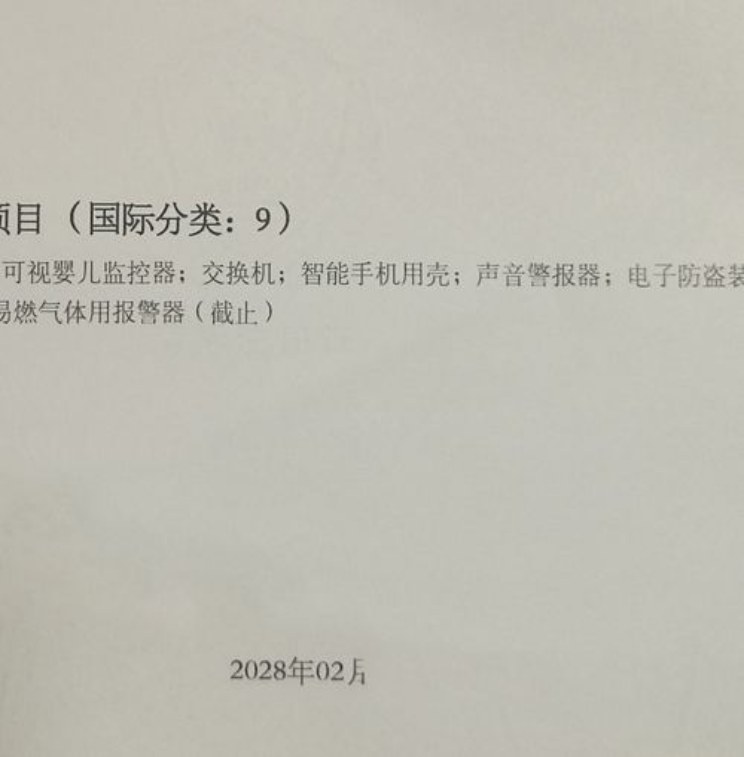 项目（国际分类：9）
可视婴儿监控器；交换机；智能手机用壳；声音警报器；电子防盗装
易燃气体用报警器（截止）
2028年02月